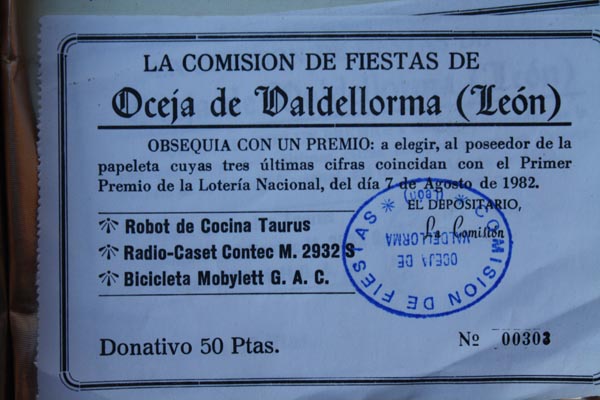 LA COMISION DE FIESTAS DE
Oceja de Valdellorma (León)
OBSEQUIA CON UN PREMIO: a elegir, al poseedor de la
papeleta cuyas tres últimas cifras coincidan con el Primer
Premio de la Lotería Nacional, del día 7 de Agosto de 1982.
EL DEPOSITARIO,
La Comisión
Robot de Cocina Taurus
Radio-Caset Contec M. 2932 S
Bicicleta Mobylett G. A. C.
* COMISION DE FIESTAS *
OCEJA DE
VALDELLORMA
(León)
Donativo 50 Ptas.
Nº 00303